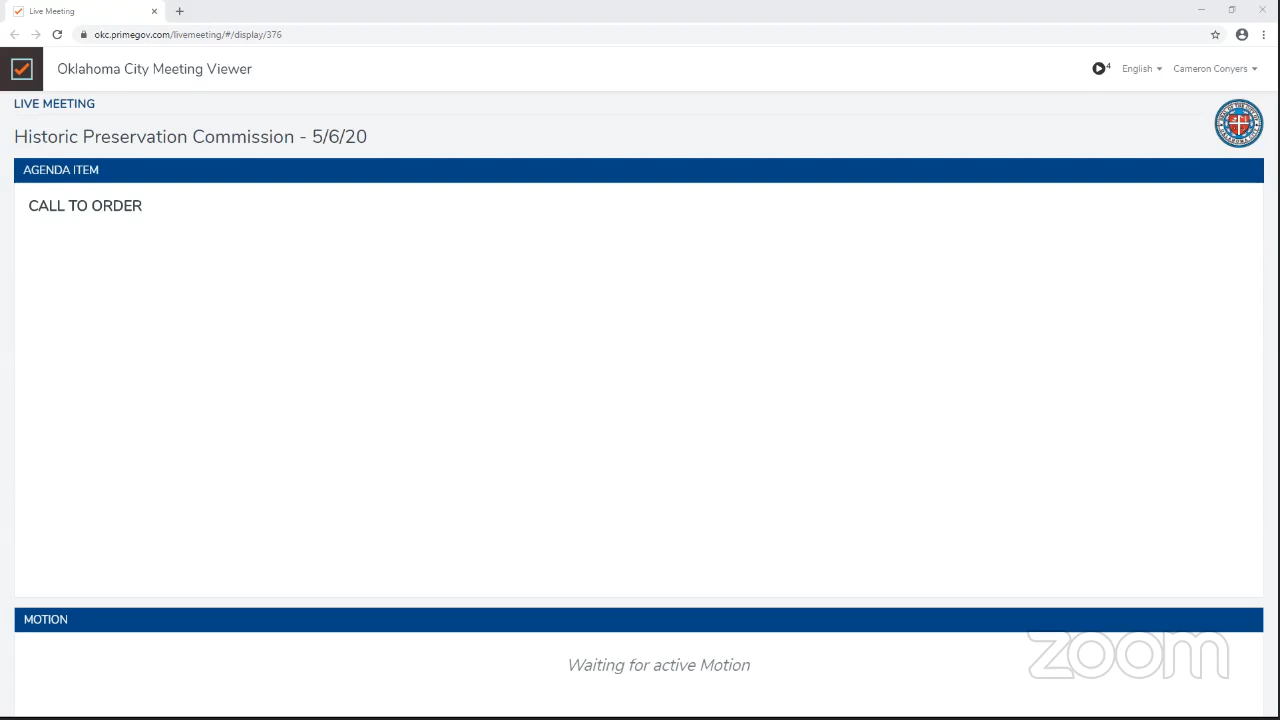 Live Meeting
okc.primegov.com/livemeeting/#/display/376
Oklahoma City Meeting Viewer
4
English
Cameron Conyers
LIVE MEETING
Historic Preservation Commission - 5/6/20
AGENDA ITEM
CALL TO ORDER
MOTION
Waiting for active Motion
zoom